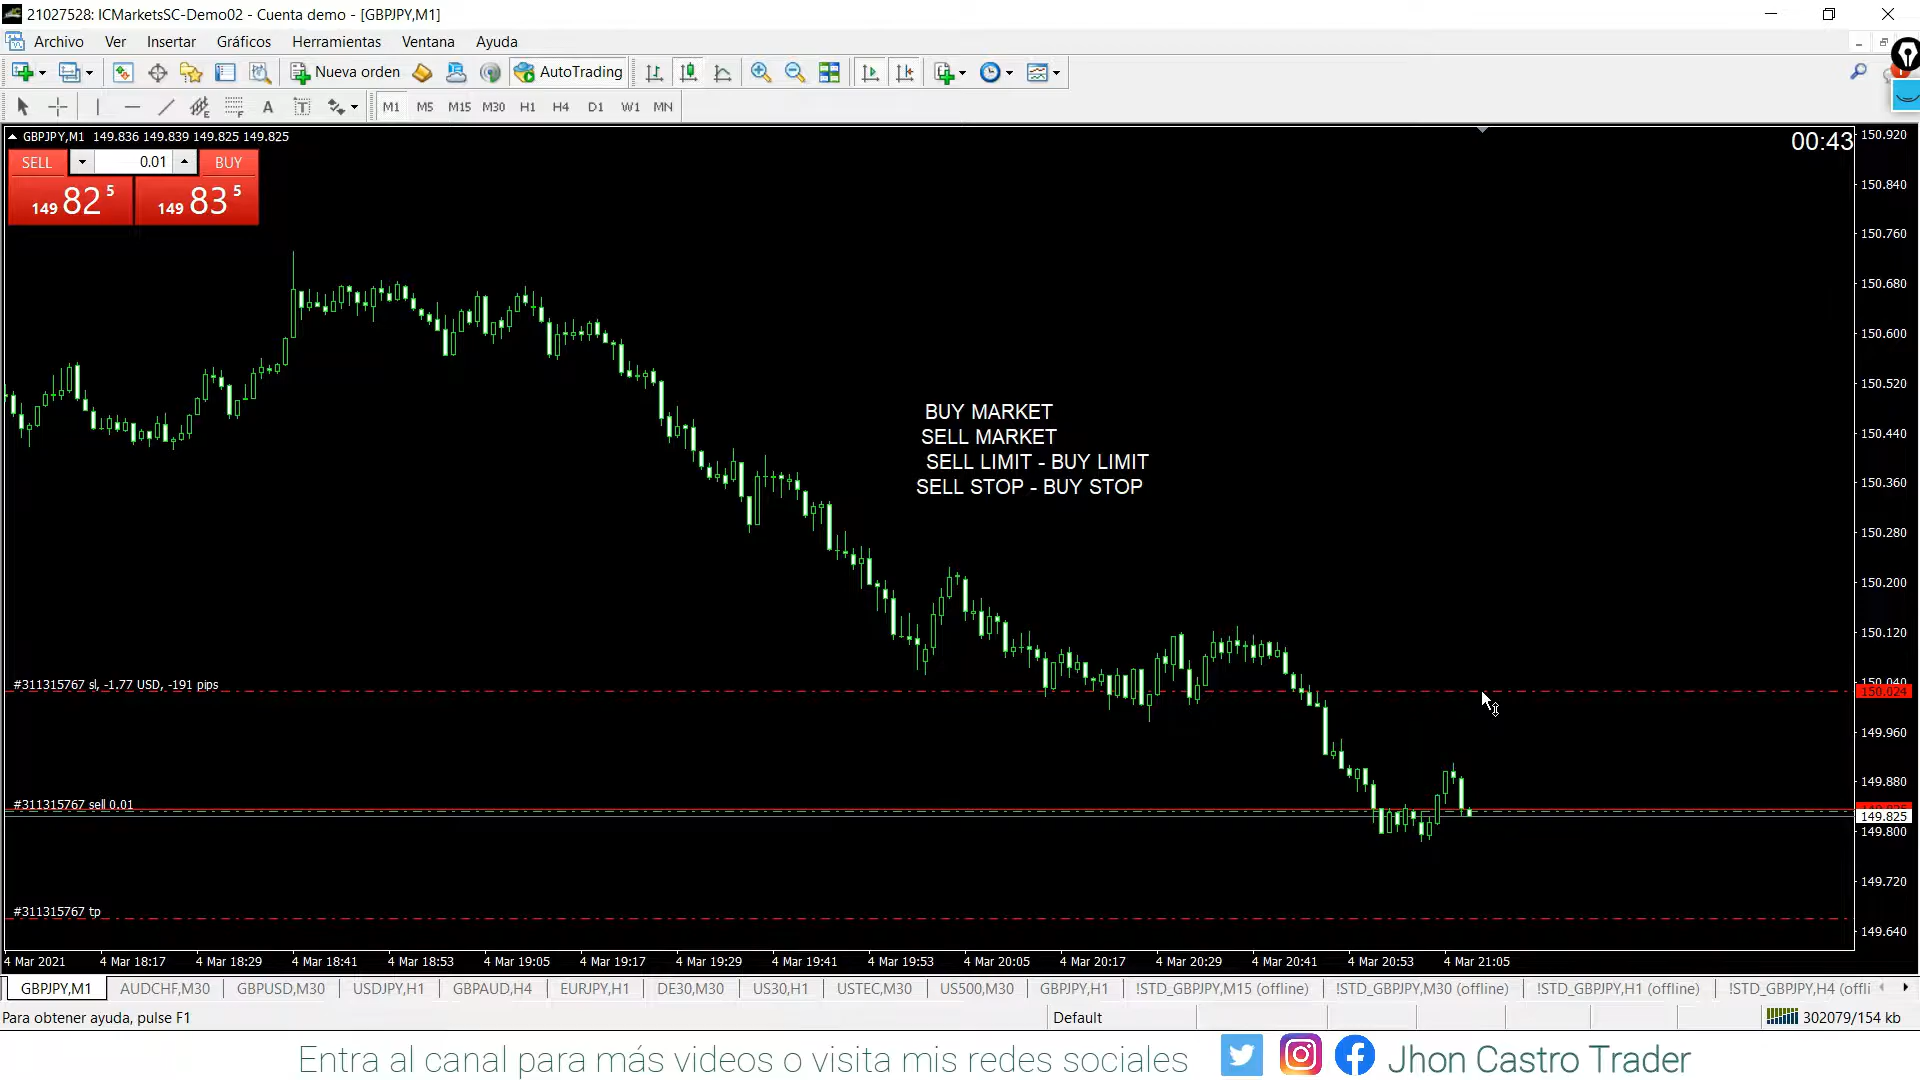 21027528: ICMarketsSC-Demo02 - Cuenta demo - [GBPJPY,M1]
Archivo Ver Insertar Gráficos Herramientas Ventana Ayuda
Nueva orden AutoTrading
A T M1 M5 M15 M30 H1 H4 D1 W1 MN
GBPJPY,M1 149.836 149.839 149.825 149.825
00:43
SELL 0.01 BUY
149 82 5 149 83 5
150.920
150.840
150.760
150.680
150.600
150.520
150.440
150.360
150.280
150.200
150.120
150.040
150.024
149.960
149.880
149.825
149.800
149.720
149.640
BUY MARKET
SELL MARKET
SELL LIMIT - BUY LIMIT
SELL STOP - BUY STOP
#311315767 sl, -1.77 USD, -191 pips
#311315767 sell 0.01
#311315767 tp
4 Mar 2021 4 Mar 18:17 4 Mar 18:29 4 Mar 18:41 4 Mar 18:53 4 Mar 19:05 4 Mar 19:17 4 Mar 19:29 4 Mar 19:41 4 Mar 19:53 4 Mar 20:05 4 Mar 20:17 4 Mar 20:29 4 Mar 20:41 4 Mar 20:53 4 Mar 21:05
GBPJPY,M1 AUDCHF,M30 GBPUSD,M30 USDJPY,H1 GBPAUD,H4 EURJPY,H1 DE30,M30 US30,H1 USTEC,M30 US500,M30 GBPJPY,H1 !STD_GBPJPY,M15 (offline) !STD_GBPJPY,M30 (offline) !STD_GBPJPY,H1 (offline) !STD_GBPJPY,H4 (offli
Para obtener ayuda, pulse F1 Default 302079/154 kb
Entra al canal para más videos o visita mis redes sociales Jhon Castro Trader